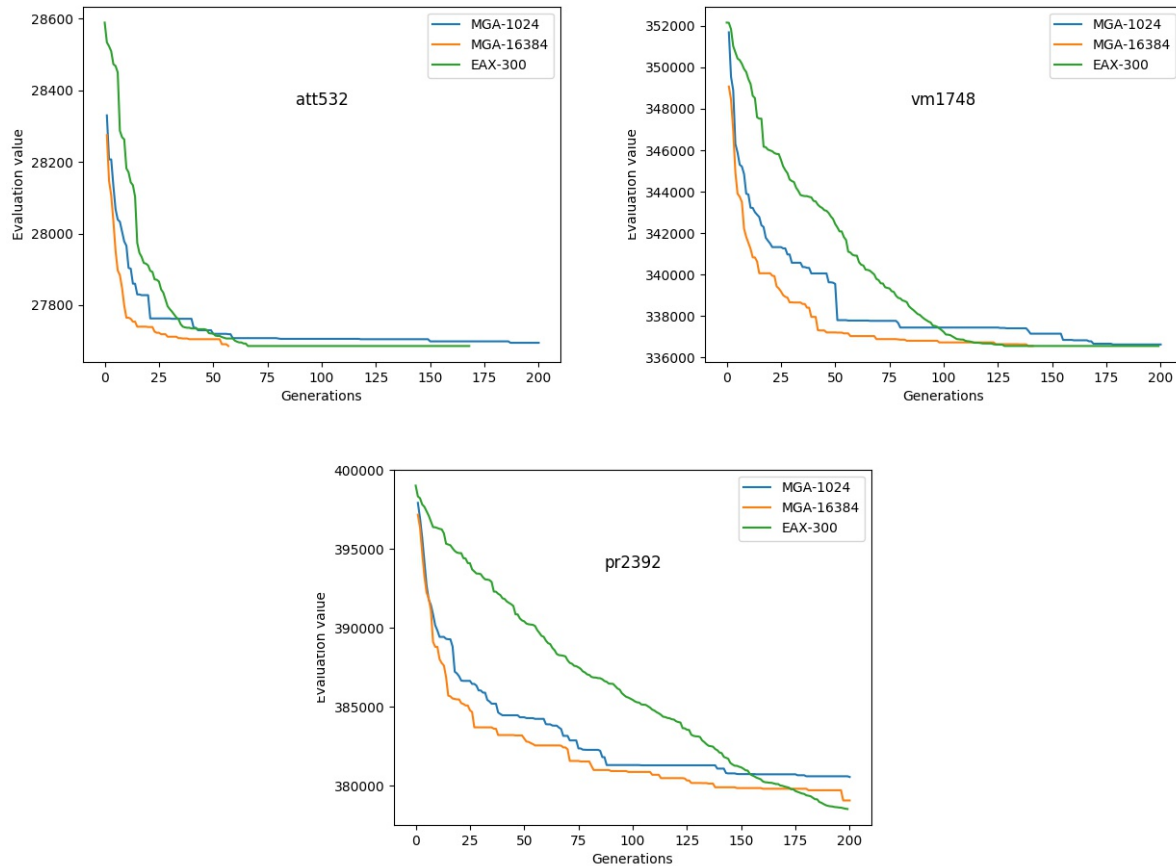 28600
28400
28200
28000
27800
Evaluation value
0 25 50 75 100 125 150 175 200
Generations
MGA-1024
MGA-16384
EAX-300
att532
352000
350000
348000
346000
344000
342000
340000
338000
336000
Evaluation value
0 25 50 75 100 125 150 175 200
Generations
MGA-1024
MGA-16384
EAX-300
vm1748
400000
395000
390000
385000
380000
Evaluation value
0 25 50 75 100 125 150 175 200
Generations
MGA-1024
MGA-16384
EAX-300
pr2392